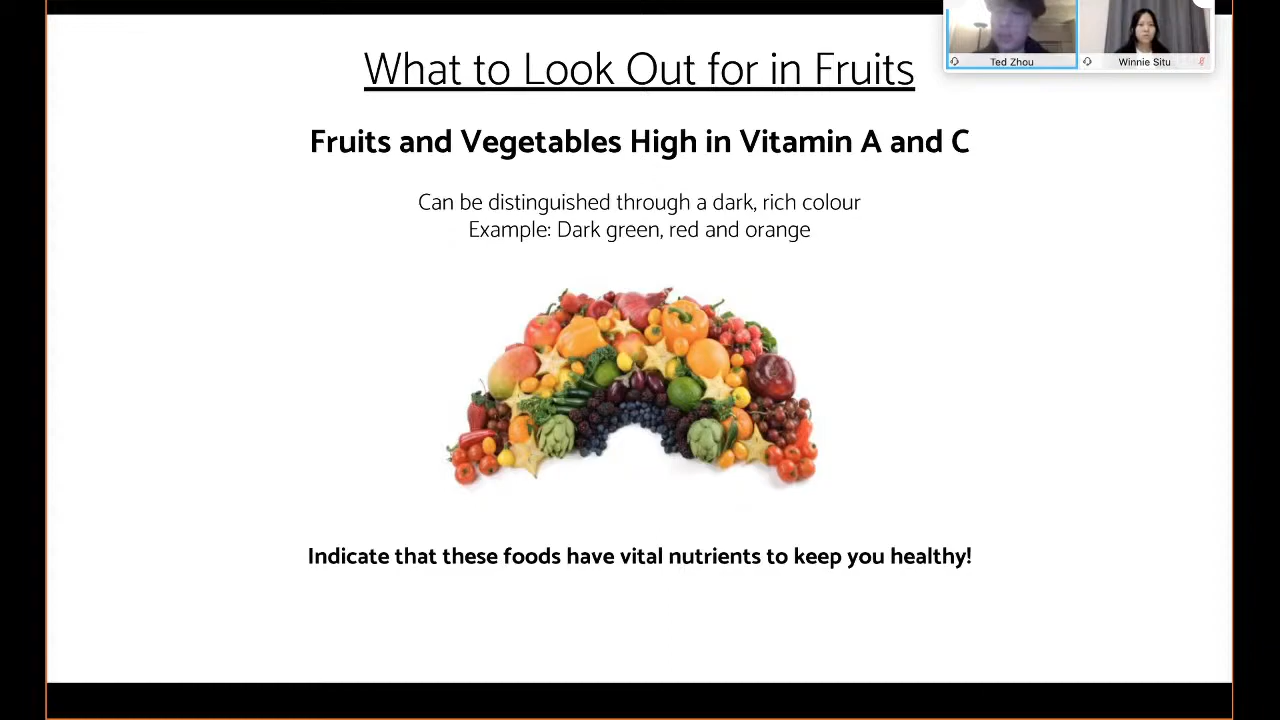 What to Look Out for in Fruits
Ted Zhou
Winnie Situ
Fruits and Vegetables High in Vitamin A and C
Can be distinguished through a dark, rich colour
Example: Dark green, red and orange
Indicate that these foods have vital nutrients to keep you healthy!